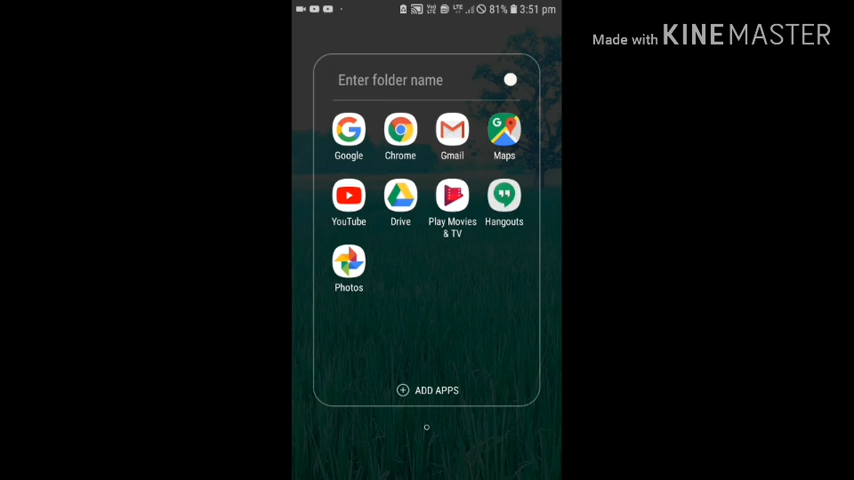 81% 3:51 pm
Made with KINEMASTER
Enter folder name
Google Chrome Gmail Maps
YouTube Drive Play Movies & TV Hangouts
Photos
ADD APPS